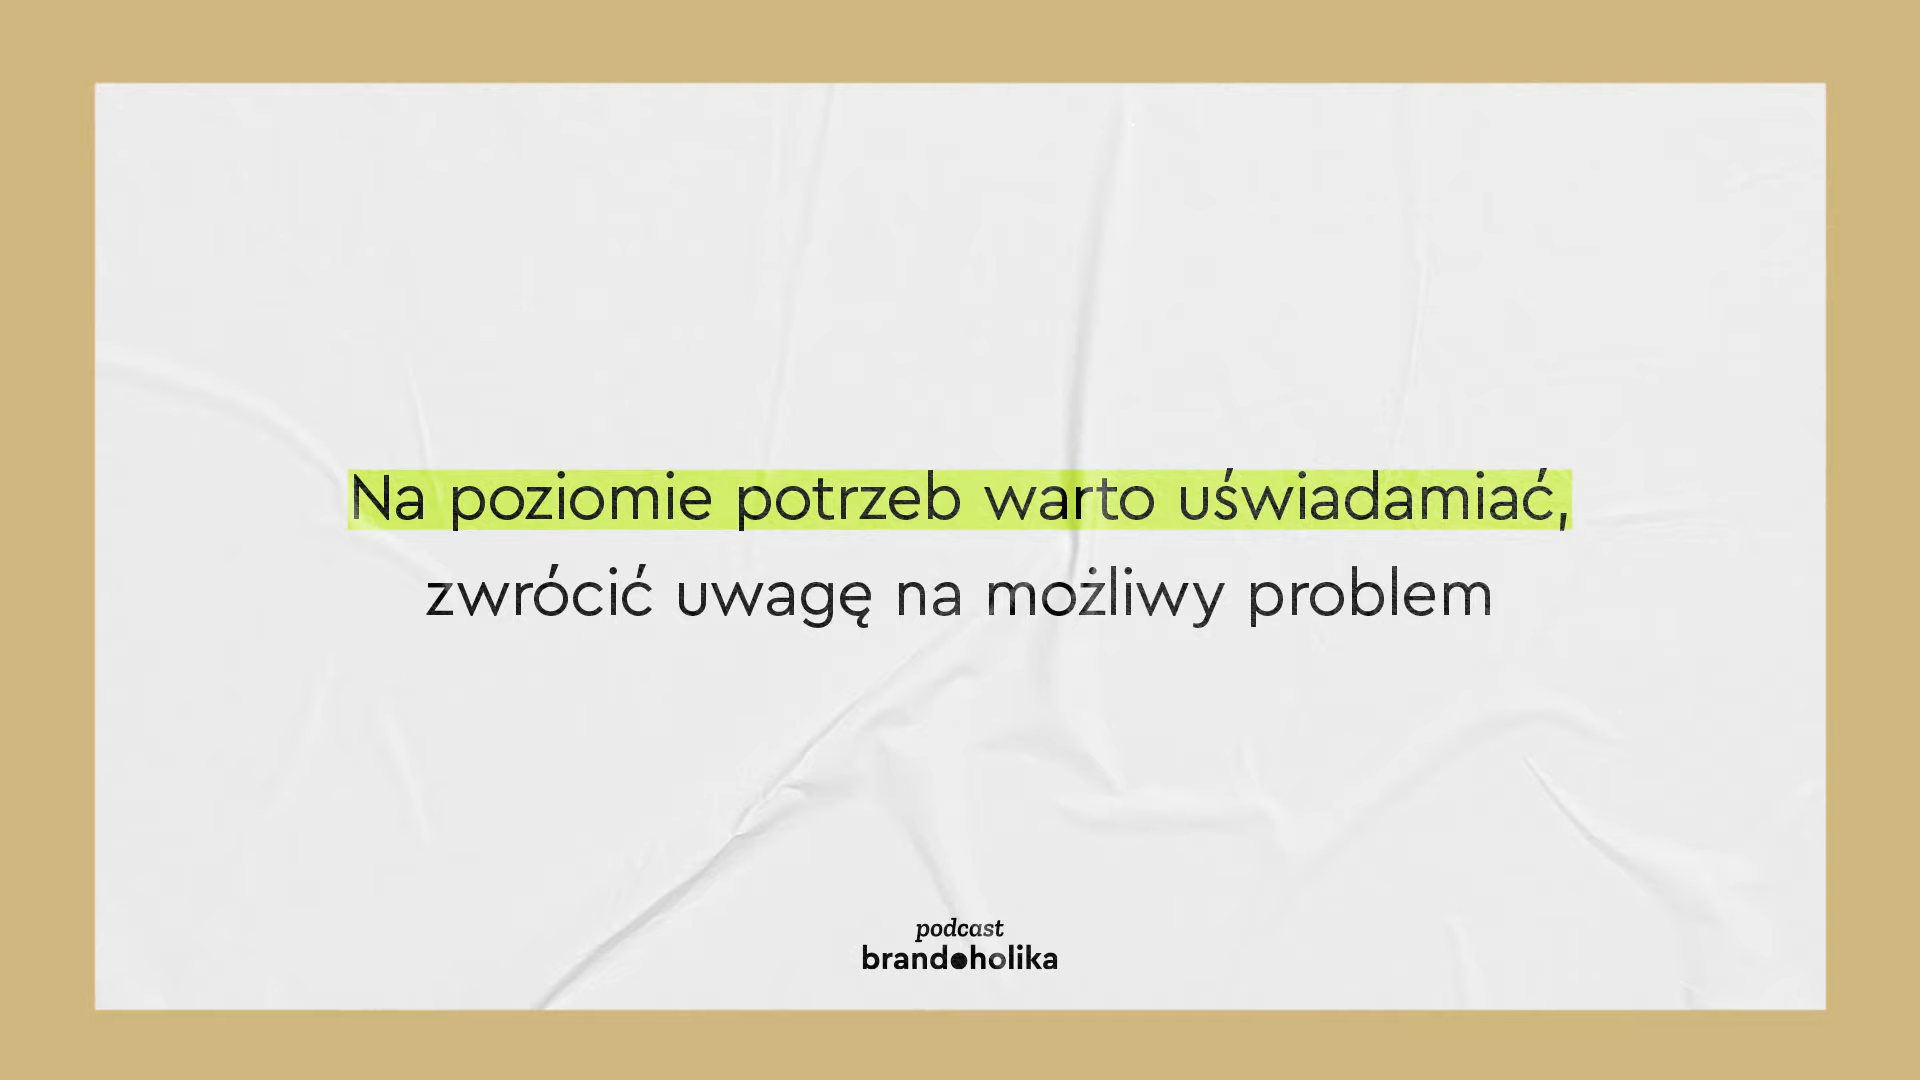 Na poziomie potrzeb warto uświadamiać,
zwrócić uwagę na możliwy problem
podcast
brandoholika